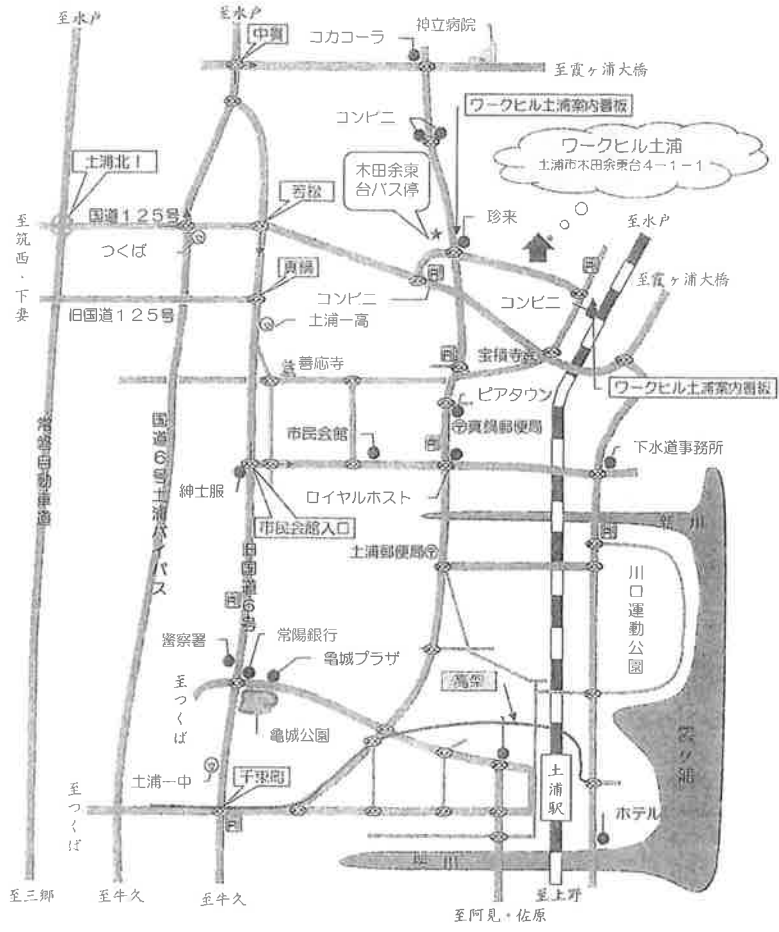 至水戸
至水戸
中貫
コカコーラ
神立病院
至霞ヶ浦大橋
コンビニ
ワークヒル土浦案内看板
ワークヒル土浦
土浦市木田余東台4-1-1
土浦北I
木田余東
台バス停
若松
珍来
至水戸
国道125号
つくば
至筑西・下妻
真鍋
コンビニ
コンビニ
至霞ヶ浦大橋
旧国道125号
土浦一高
善応寺
宝積寺
ワークヒル土浦案内看板
ピアタウン
〒真鍋郵便局
市民会館
下水道事務所
常磐自動車道
国道6号土浦バイパス
紳士服
ロイヤルホスト
市民会館入口
新川
土浦郵便局〒
旧国道6号
川口運動公園
警察署
常陽銀行
亀城プラザ
至つくば
高架
霞ヶ浦
亀城公園
土浦一中
千束町
土浦駅
至つくば
ホテル
桜川
至三郷
至牛久
至牛久
至上野
至阿見・佐原